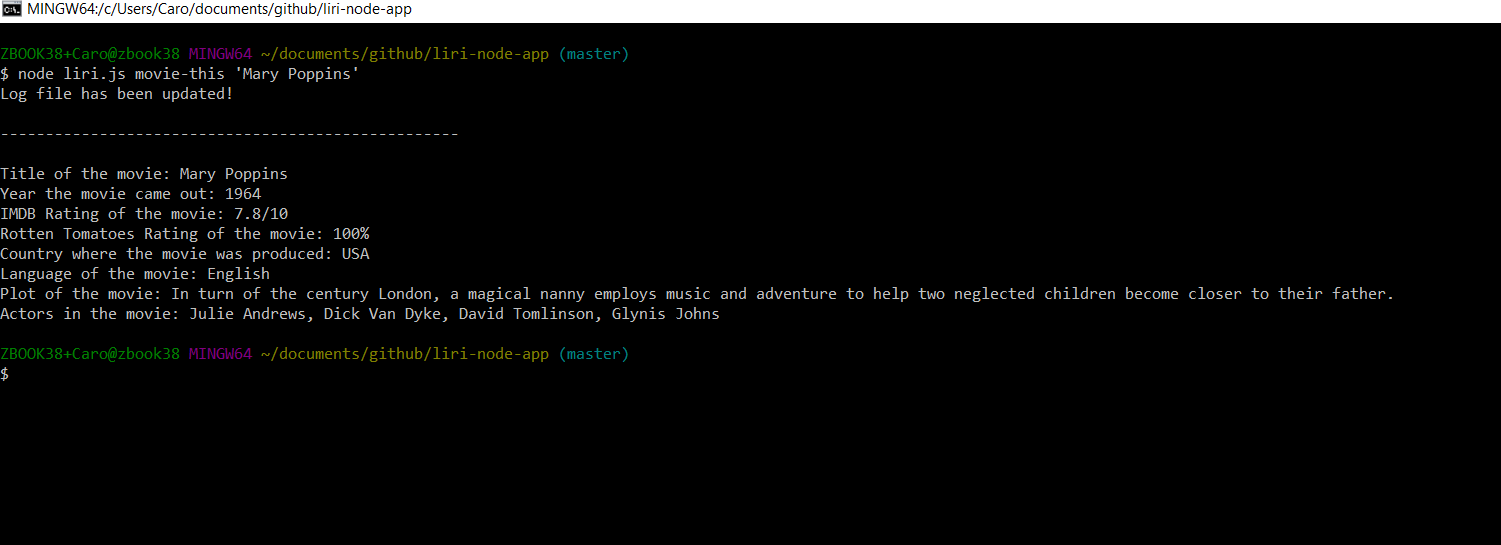 MINGW64:/c/Users/Caro/documents/github/liri-node-app
ZBOOK38+Caro@zbook38 MINGW64 ~/documents/github/liri-node-app (master)
$ node liri.js movie-this 'Mary Poppins'
Log file has been updated!
---------------------------------------------------
Title of the movie: Mary Poppins
Year the movie came out: 1964
IMDB Rating of the movie: 7.8/10
Rotten Tomatoes Rating of the movie: 100%
Country where the movie was produced: USA
Language of the movie: English
Plot of the movie: In turn of the century London, a magical nanny employs music and adventure to help two neglected children become closer to their father.
Actors in the movie: Julie Andrews, Dick Van Dyke, David Tomlinson, Glynis Johns
ZBOOK38+Caro@zbook38 MINGW64 ~/documents/github/liri-node-app (master)
$